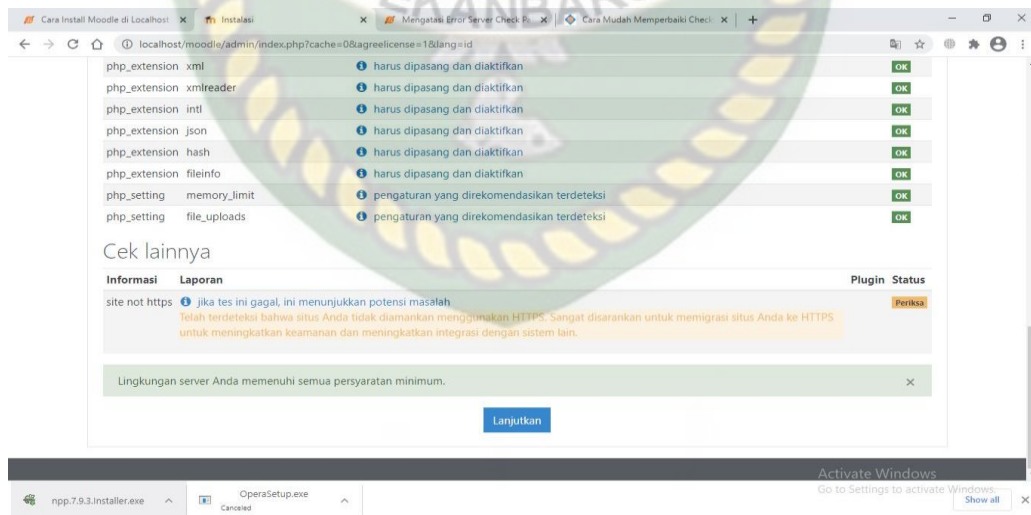 Cara Install Moodle di Localhost
Instalasi
Mengatasi Error Server Check Pa
Cara Mudah Memperbaiki Check
localhost/moodle/admin/index.php?cache=0&agreelicense=1&lang=id
php_extension xml harus dipasang dan diaktifkan OK
php_extension xmlreader harus dipasang dan diaktifkan OK
php_extension intl harus dipasang dan diaktifkan OK
php_extension json harus dipasang dan diaktifkan OK
php_extension hash harus dipasang dan diaktifkan OK
php_extension fileinfo harus dipasang dan diaktifkan OK
php_setting memory_limit pengaturan yang direkomendasikan terdeteksi OK
php_setting file_uploads pengaturan yang direkomendasikan terdeteksi OK
Cek lainnya
Informasi Laporan Plugin Status
site not https jika tes ini gagal, ini menunjukkan potensi masalah Periksa
Telah terdeteksi bahwa situs Anda tidak diamankan menggunakan HTTPS. Sangat disarankan untuk memigrasi situs Anda ke HTTPS
untuk meningkatkan keamanan dan meningkatkan integrasi dengan sistem lain.
Lingkungan server Anda memenuhi semua persyaratan minimum.
Lanjutkan
Activate Windows
Go to Settings to activate Windows.
npp.7.9.3.Installer.exe
OperaSetup.exe
Canceled
Show all